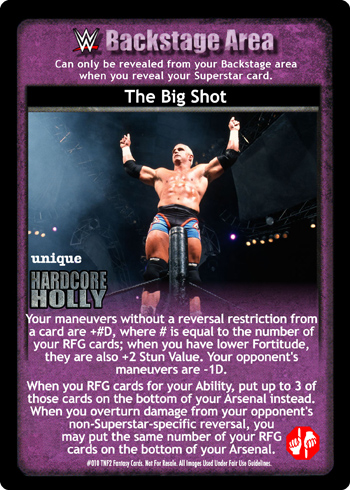 W Backstage Area
Can only be revealed from your Backstage area
when you reveal your Superstar card.
The Big Shot
unique
HARDCORE
HOLLY
Your maneuvers without a reversal restriction from
a card are +#D, where # is equal to the number of
your RFG cards; when you have lower Fortitude,
they are also +2 Stun Value. Your opponent's
maneuvers are -1D.
When you RFG cards for your Ability, put up to 3 of
those cards on the bottom of your Arsenal instead.
When you overturn damage from your opponent's
non-Superstar-specific reversal, you
may put the same number of your RFG
cards on the bottom of your Arsenal.
#018 TNF2 Fantasy Cards. Not For Resale. All Images Used Under Fair Use Guidelines.